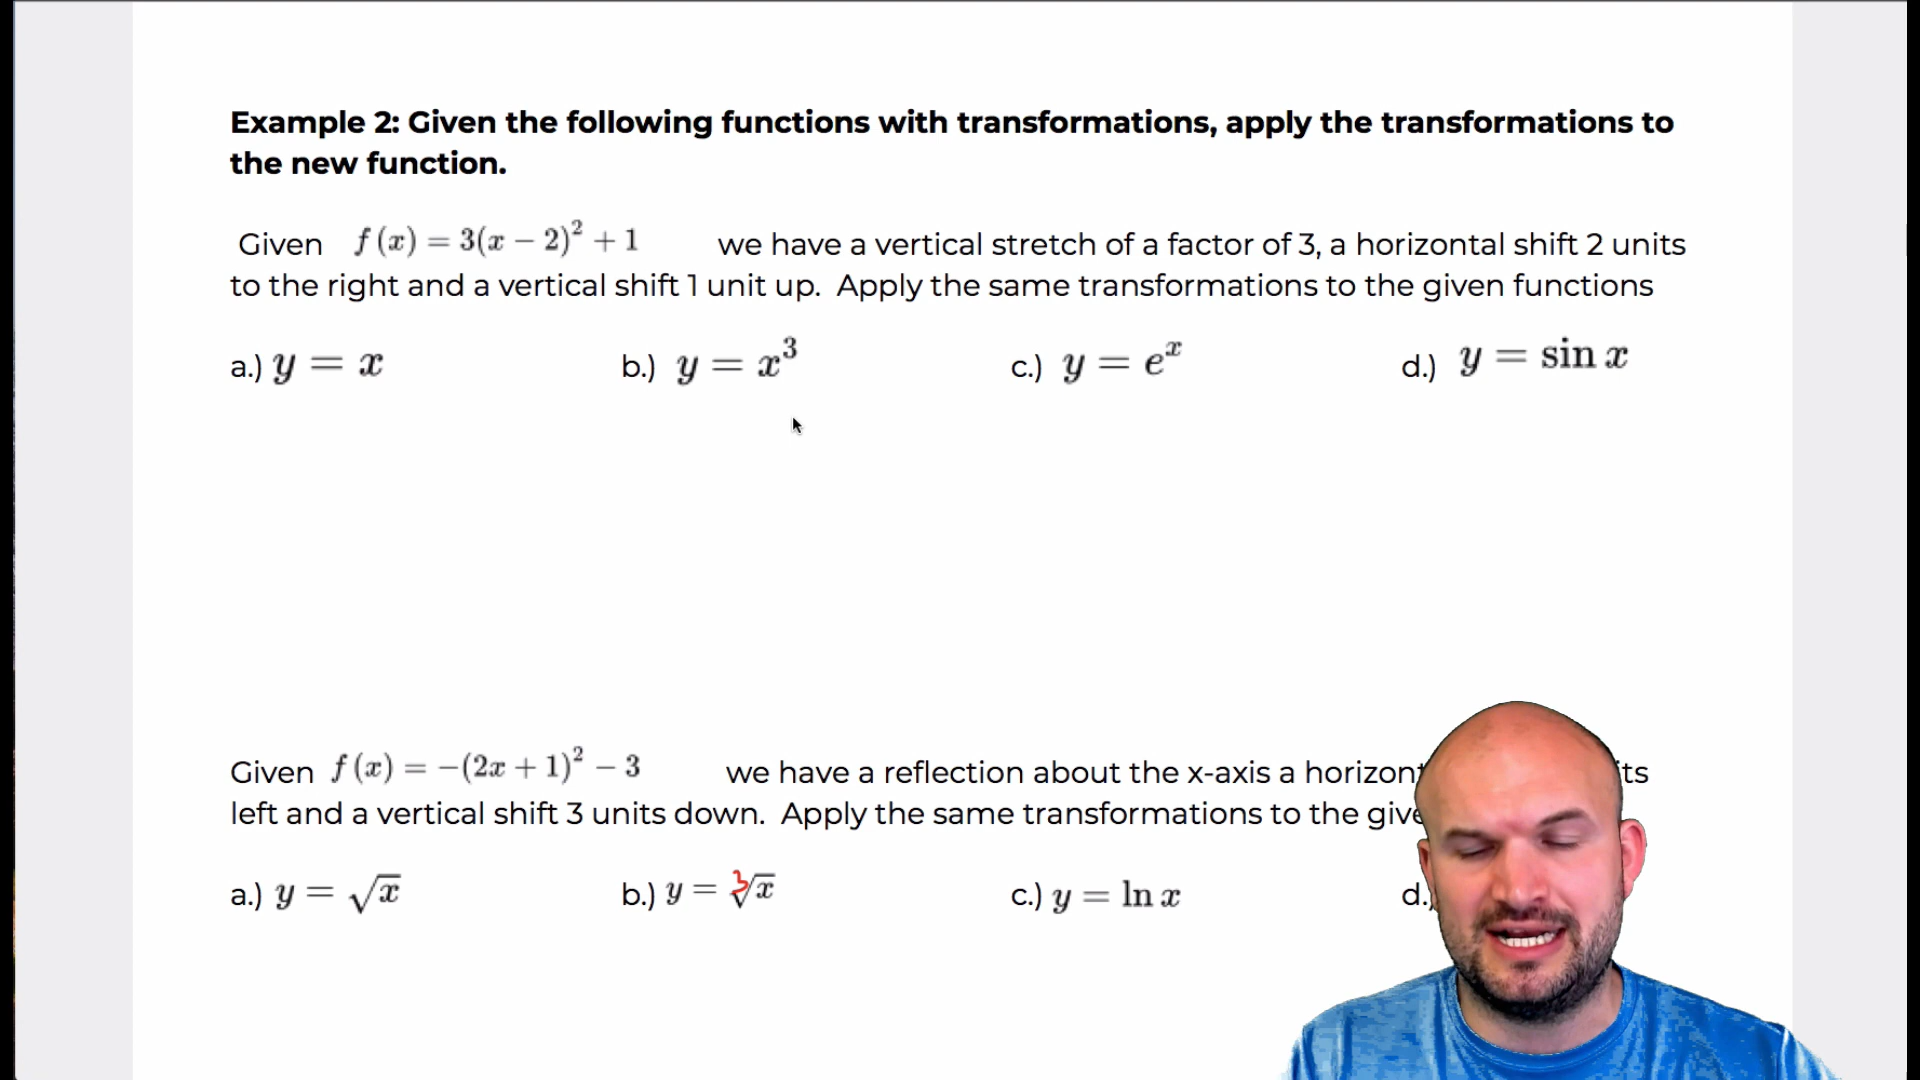 Example 2: Given the following functions with transformations, apply the transformations to
the new function.
Given f(x) = 3(x − 2)² + 1 we have a vertical stretch of a factor of 3, a horizontal shift 2 units
to the right and a vertical shift 1 unit up. Apply the same transformations to the given functions
a.) y = x b.) y = x³ c.) y = eˣ d.) y = sin x
Given f(x) = −(2x + 1)² − 3 we have a reflection about the x-axis a
left and a vertical shift 3 units down. Apply the same transformations to the
a.) y = √x b.) y = ∛x c.) y = ln x d.)